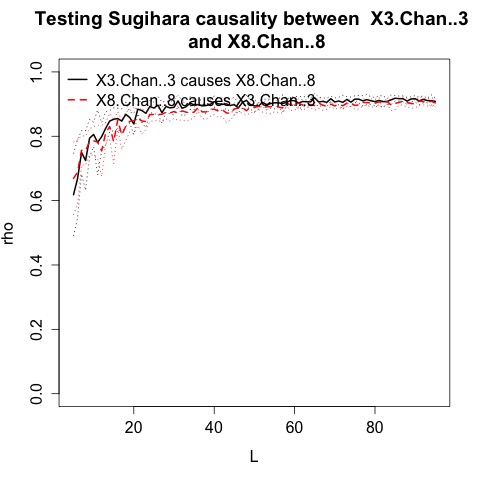 Testing Sugihara causality between X3.Chan..3
and X8.Chan..8
X3.Chan..3 causes X8.Chan..8
X8.Chan..8 causes X3.Chan..3
rho
1.0
0.8
0.6
0.4
0.2
0.0
20 40 60 80
L